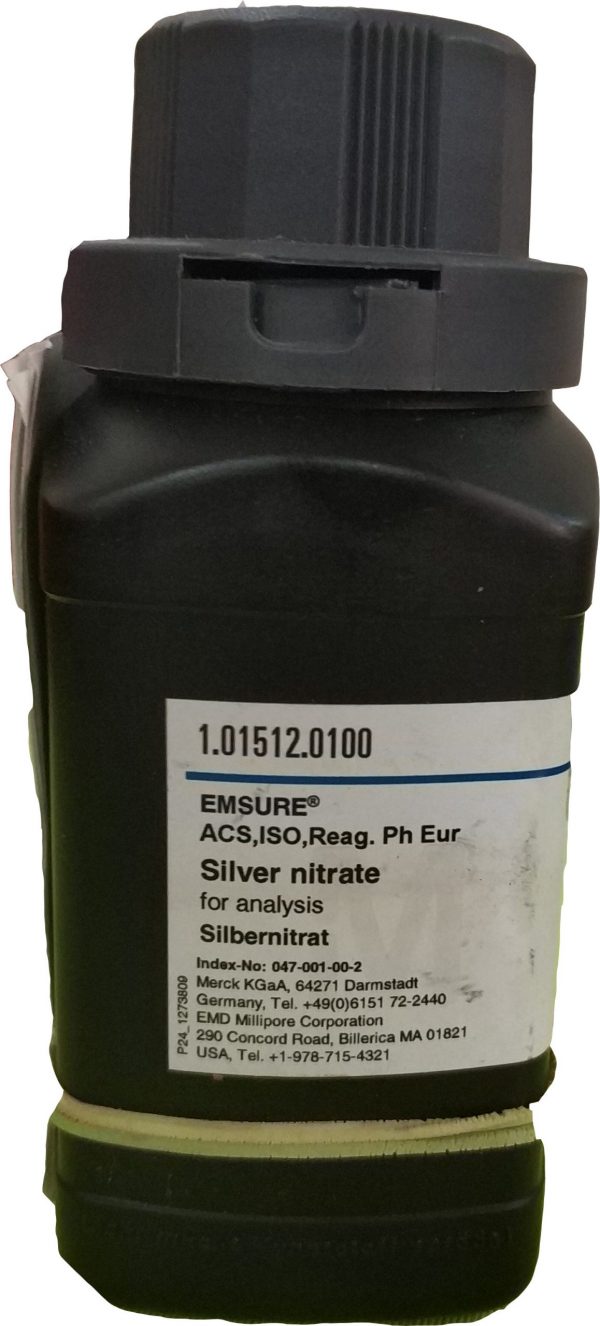 1.01512.0100
EMSURE®
ACS,ISO,Reag. Ph Eur
Silver nitrate
for analysis
Silbernitrat
Index-No: 047-001-00-2
Merck KGaA, 64271 Darmstadt
Germany, Tel. +49(0)6151 72-2440
EMD Millipore Corporation
290 Concord Road, Billerica MA 01821
USA, Tel. +1-978-715-4321
P24_1273809